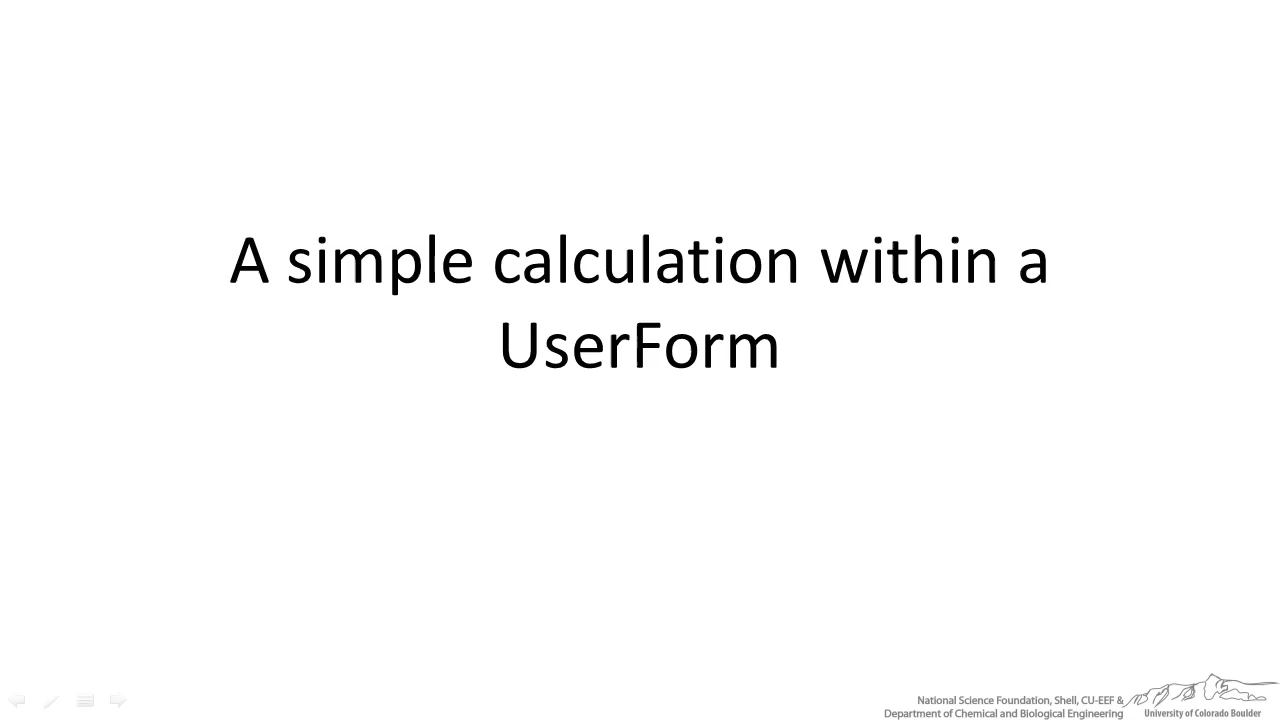 A simple calculation within a
UserForm
National Science Foundation, Shell, CU-EEF &
Department of Chemical and Biological Engineering
University of Colorado Boulder